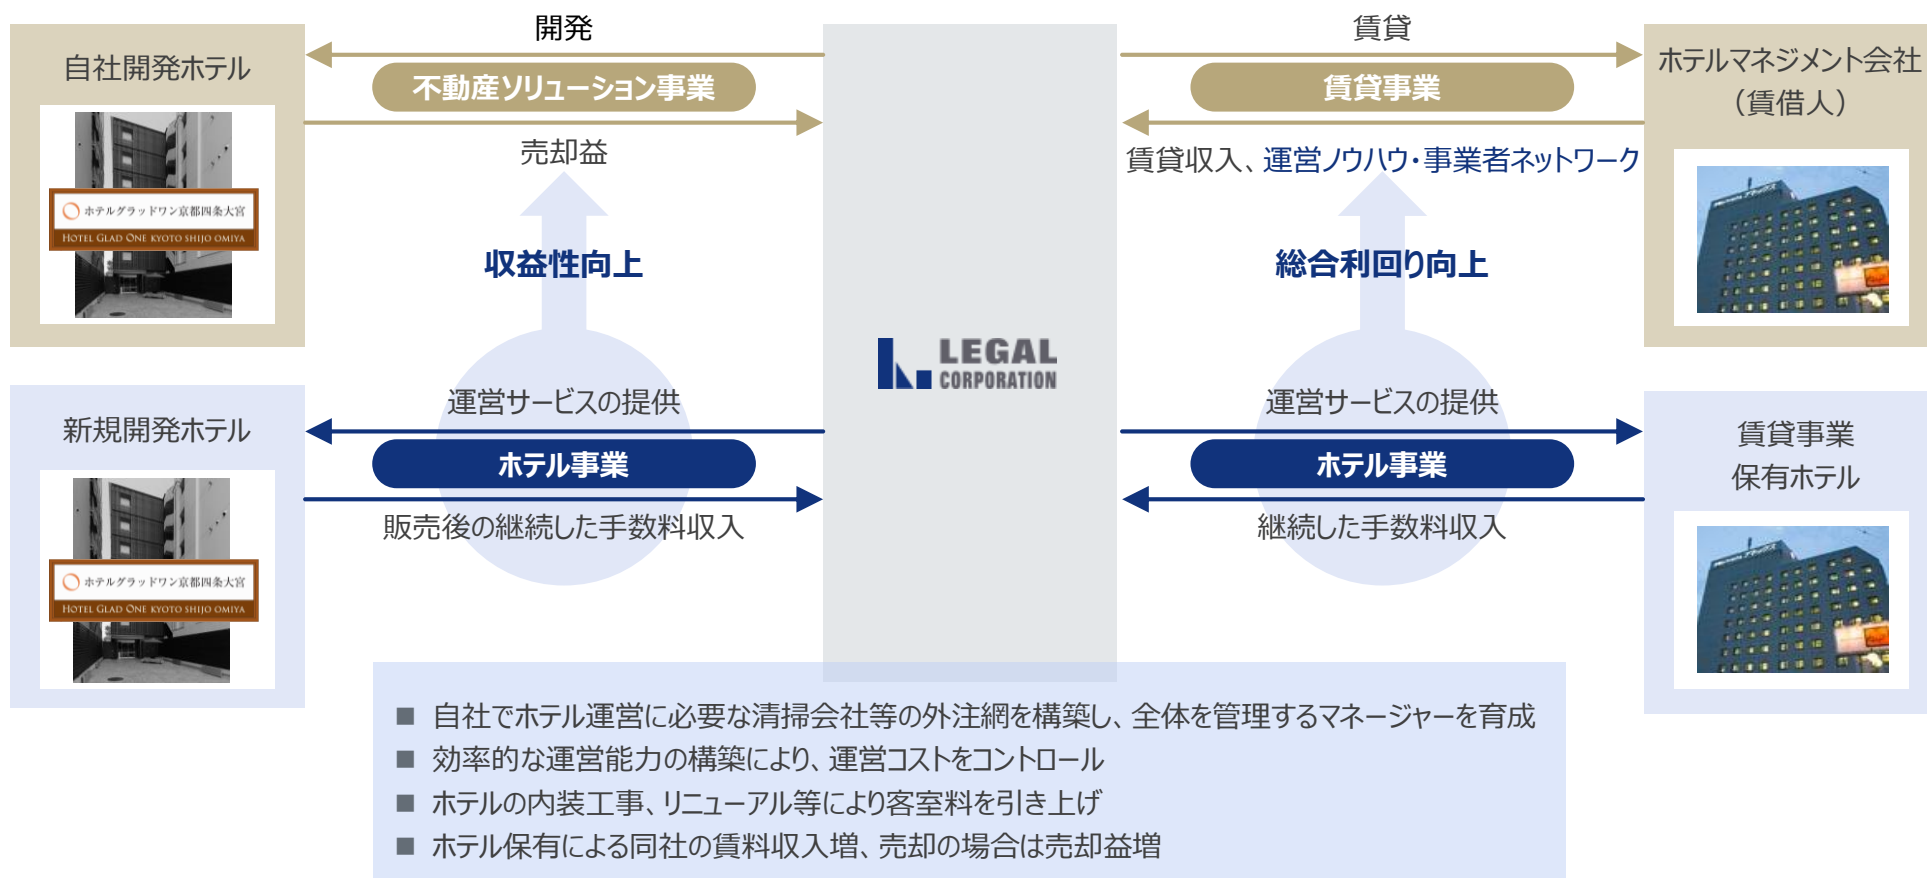 開発
自社開発ホテル
不動産ソリューション事業
売却益
ホテルグラッドワン京都四条大宮
HOTEL GLAD ONE KYOTO SHIJO OMIYA
収益性向上
賃貸
賃貸事業
ホテルマネジメント会社
（賃借人）
賃貸収入、運営ノウハウ・事業者ネットワーク
総合利回り向上
LEGAL
CORPORATION
新規開発ホテル
運営サービスの提供
ホテル事業
販売後の継続した手数料収入
ホテルグラッドワン京都四条大宮
HOTEL GLAD ONE KYOTO SHIJO OMIYA
運営サービスの提供
ホテル事業
継続した手数料収入
賃貸事業
保有ホテル
■ 自社でホテル運営に必要な清掃会社等の外注網を構築し、全体を管理するマネージャーを育成
■ 効率的な運営能力の構築により、運営コストをコントロール
■ ホテルの内装工事、リニューアル等により客室料を引き上げ
■ ホテル保有による同社の賃料収入増、売却の場合は売却益増